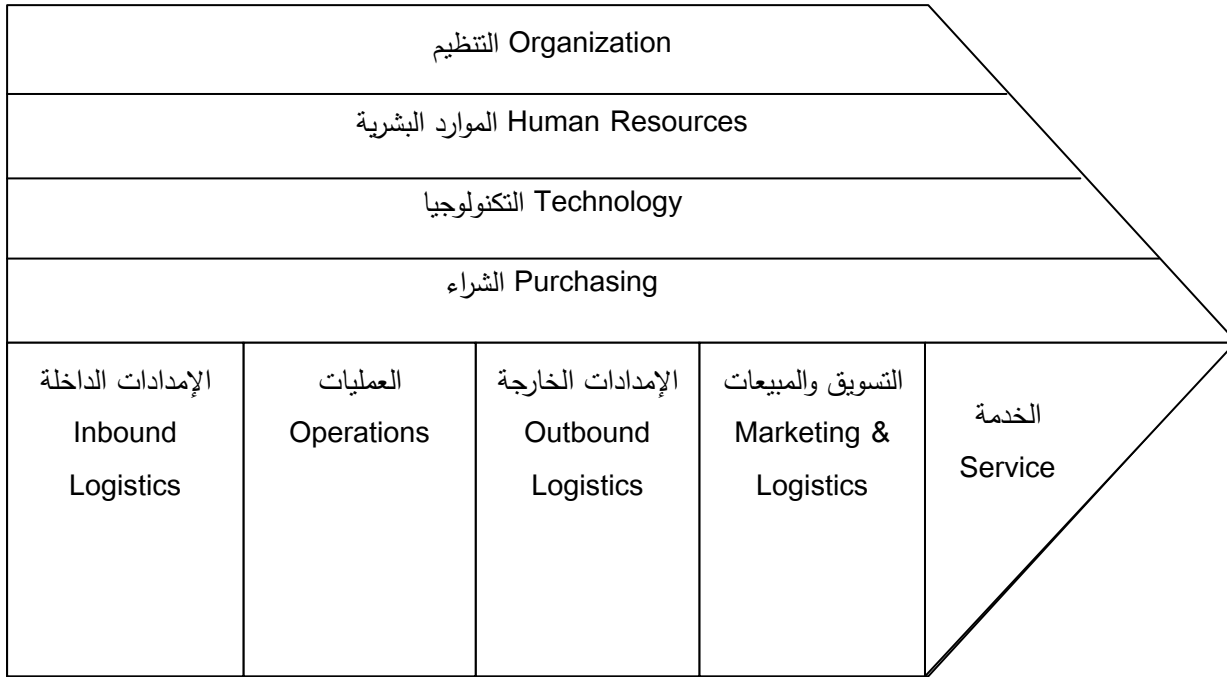 التنظيم Organization
الموارد البشرية Human Resources
التكنولوجيا Technology
الشراء Purchasing
الإمدادات الداخلة
Inbound
Logistics
العمليات
Operations
الإمدادات الخارجة
Outbound
Logistics
التسويق والمبيعات
Marketing &
Logistics
الخدمة
Service